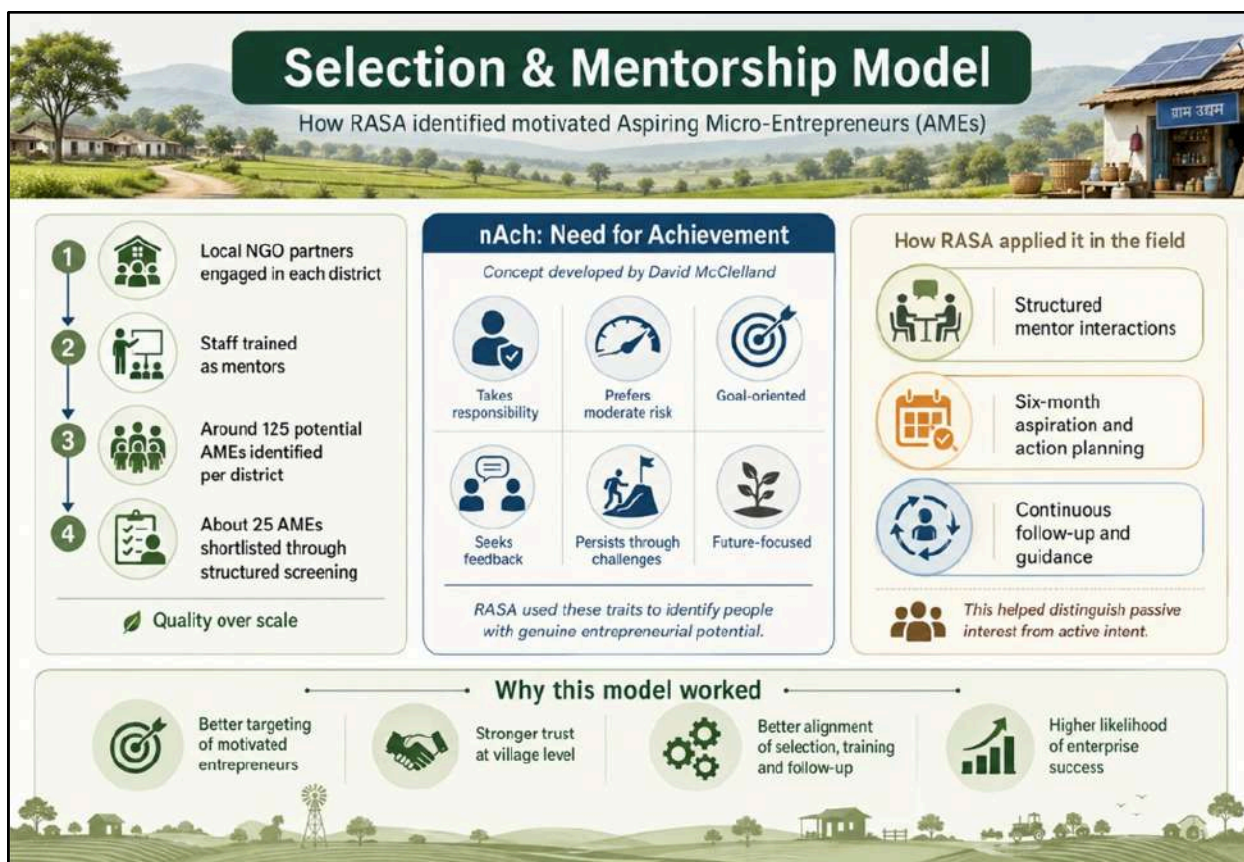 Selection & Mentorship Model
How RASA identified motivated Aspiring Micro-Entrepreneurs (AMEs)
ग्राम उद्यम
1
Local NGO partners
engaged in each district
2
Staff trained
as mentors
3
Around 125 potential
AMEs identified
per district
4
About 25 AMEs
shortlisted through
structured screening
Quality over scale
nAch: Need for Achievement
Concept developed by David McClelland
Takes
responsibility
Prefers
moderate risk
Goal-oriented
Seeks
feedback
Persists through
challenges
Future-focused
RASA used these traits to identify people
with genuine entrepreneurial potential.
How RASA applied it in the field
Structured
mentor interactions
Six-month
aspiration and
action planning
Continuous
follow-up and
guidance
This helped distinguish passive
interest from active intent.
Why this model worked
Better targeting
of motivated
entrepreneurs
Stronger trust
at village level
Better alignment
of selection, training
and follow-up
Higher likelihood
of enterprise
success